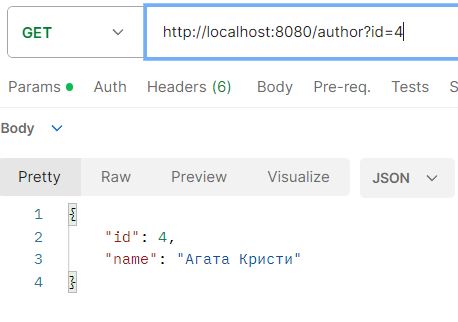 GET http://localhost:8080/author?id=4
Params Auth Headers (6) Body Pre-req. Tests S
Body
Pretty Raw Preview Visualize JSON
1 {
2 "id": 4,
3 "name": "Агата Кристи"
4 }